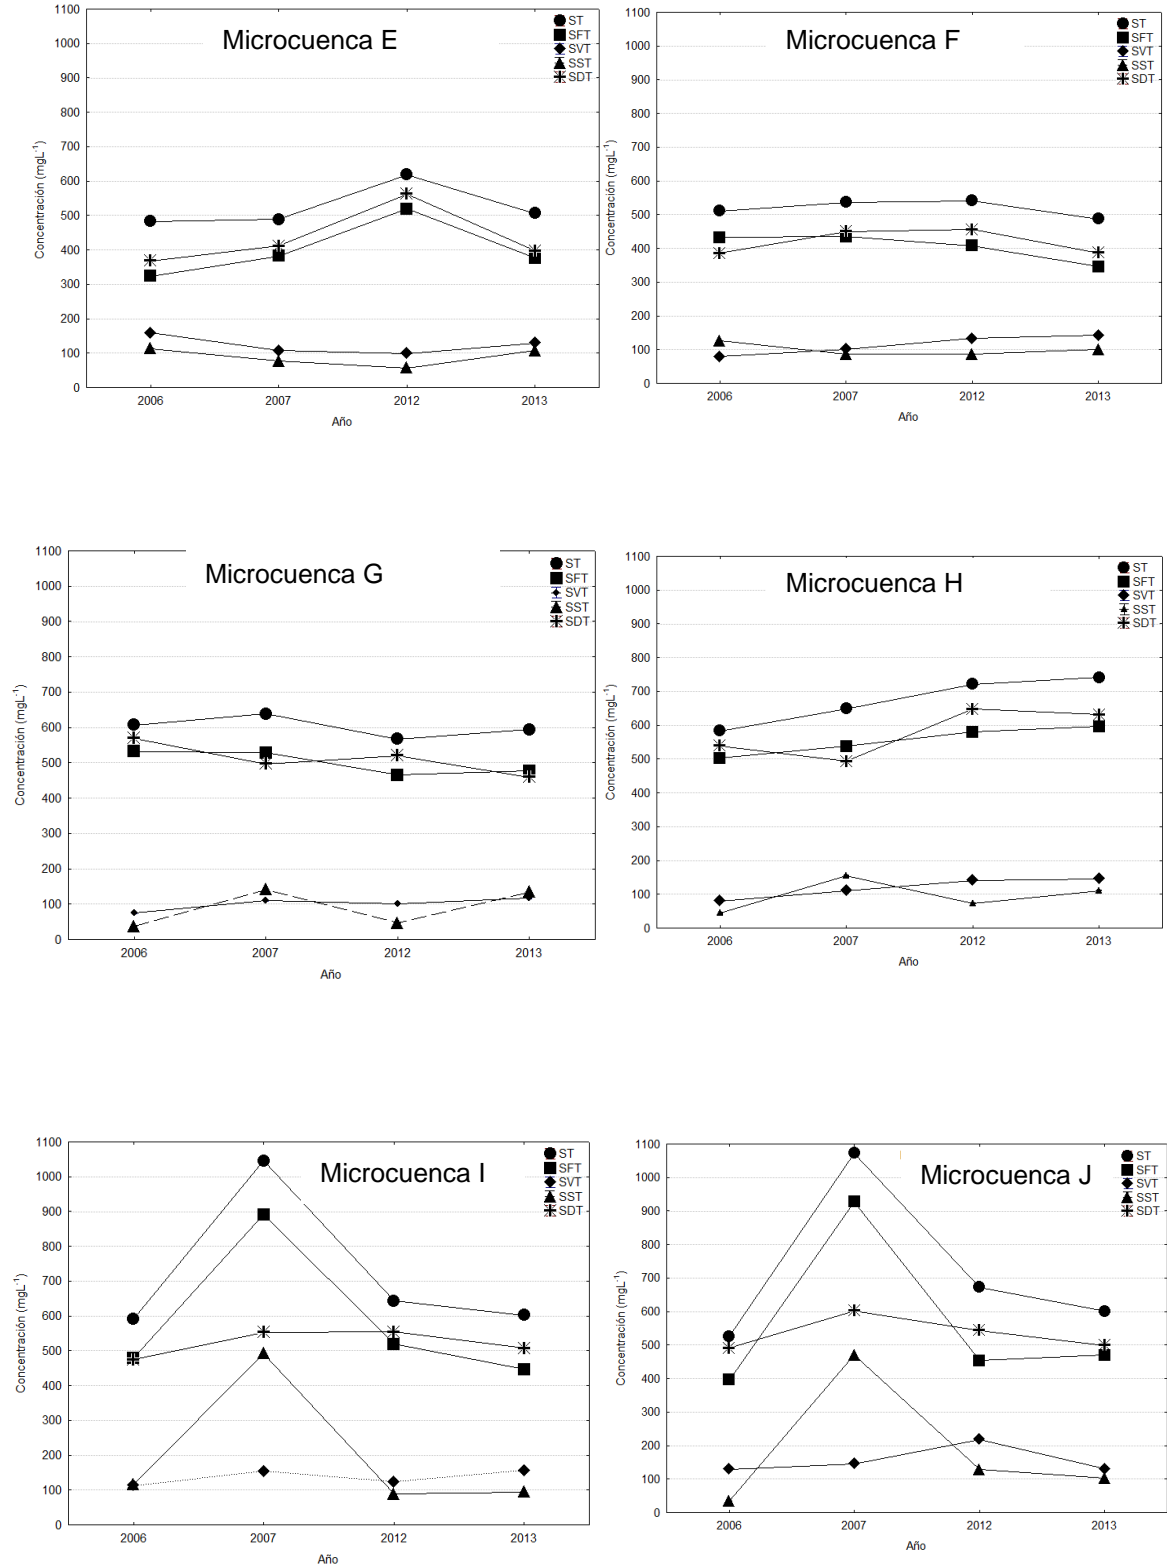 Microcuenca E
ST
SFT
SVT
SST
SDT
1100
1000
900
800
700
600
500
400
300
200
100
0
Concentración (mgL-1)
2006
2007
2012
2013
Año
Microcuenca F
ST
SFT
SVT
SST
SDT
1100
1000
900
800
700
600
500
400
300
200
100
0
Concentración (mgL-1)
2006
2007
2012
2013
Año
Microcuenca G
ST
SFT
SVT
SST
SDT
1100
1000
900
800
700
600
500
400
300
200
100
0
Concentración (mgL-1)
2006
2007
2012
2013
Año
Microcuenca H
ST
SFT
SVT
SST
SDT
1100
1000
900
800
700
600
500
400
300
200
100
0
Concentración (mgL-1)
2006
2007
2012
2013
Año
Microcuenca I
ST
SFT
SVT
SST
SDT
1100
1000
900
800
700
600
500
400
300
200
100
0
Concentración (mgL-1)
2006
2007
2012
2013
Año
Microcuenca J
ST
SFT
SVT
SST
SDT
1100
1000
900
800
700
600
500
400
300
200
100
0
Concentración (mgL-1)
2006
2007
2012
2013
Año